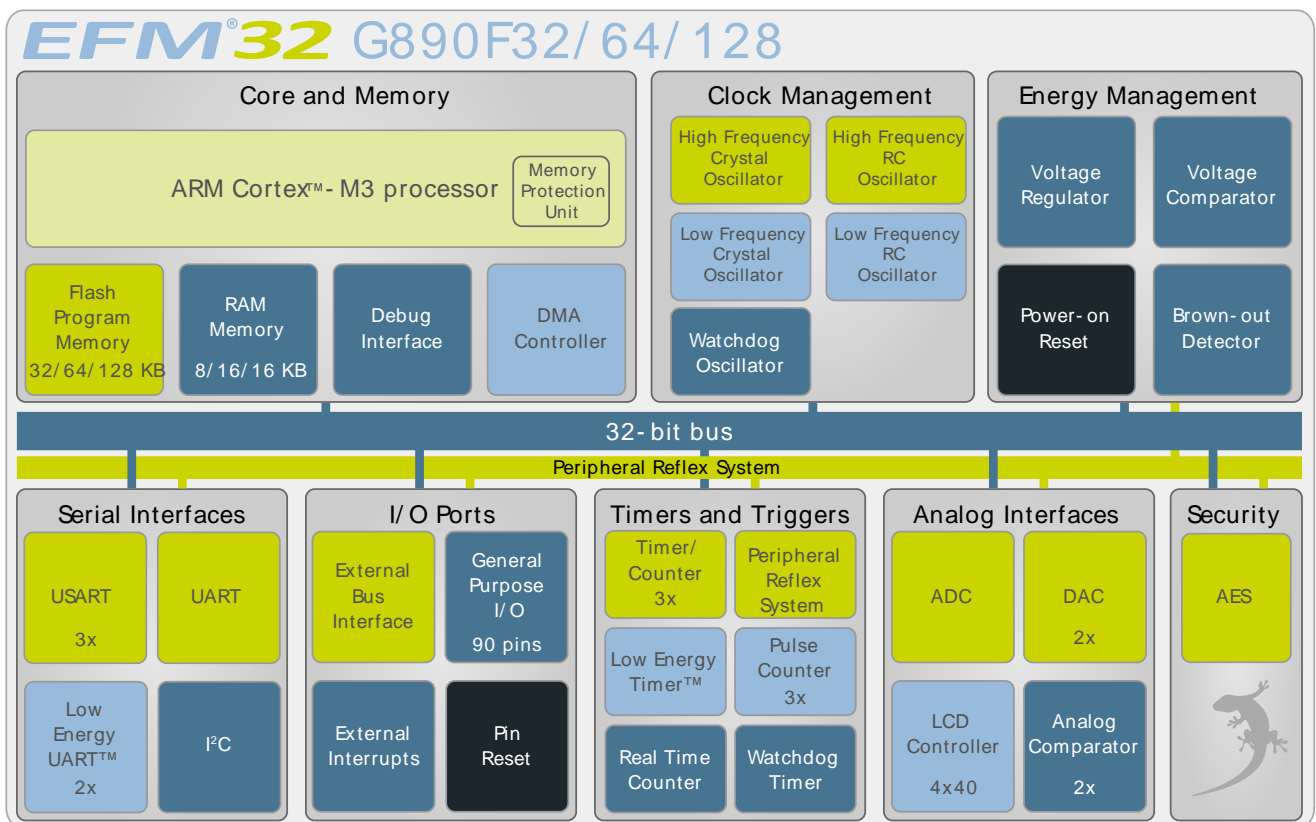 EFM®32 G890F32/64/128
Core and Memory
ARM Cortex™-M3 processor
Memory
Protection
Unit
Flash
Program
Memory
32/64/128 KB
RAM
Memory
8/16/16 KB
Debug
Interface
DMA
Controller
Clock Management
High Frequency
Crystal
Oscillator
High Frequency
RC
Oscillator
Low Frequency
Crystal
Oscillator
Low Frequency
RC
Oscillator
Watchdog
Oscillator
Energy Management
Voltage
Regulator
Voltage
Comparator
Power-on
Reset
Brown-out
Detector
32-bit bus
Peripheral Reflex System
Serial Interfaces
USART
3x
UART
Low
Energy
UART™
2x
I²C
I/O Ports
External
Bus
Interface
General
Purpose
I/O
90 pins
External
Interrupts
Pin
Reset
Timers and Triggers
Timer/
Counter
3x
Peripheral
Reflex
System
Low Energy
Timer™
Pulse
Counter
3x
Real Time
Counter
Watchdog
Timer
Analog Interfaces
ADC
DAC
2x
LCD
Controller
4x40
Analog
Comparator
2x
Security
AES